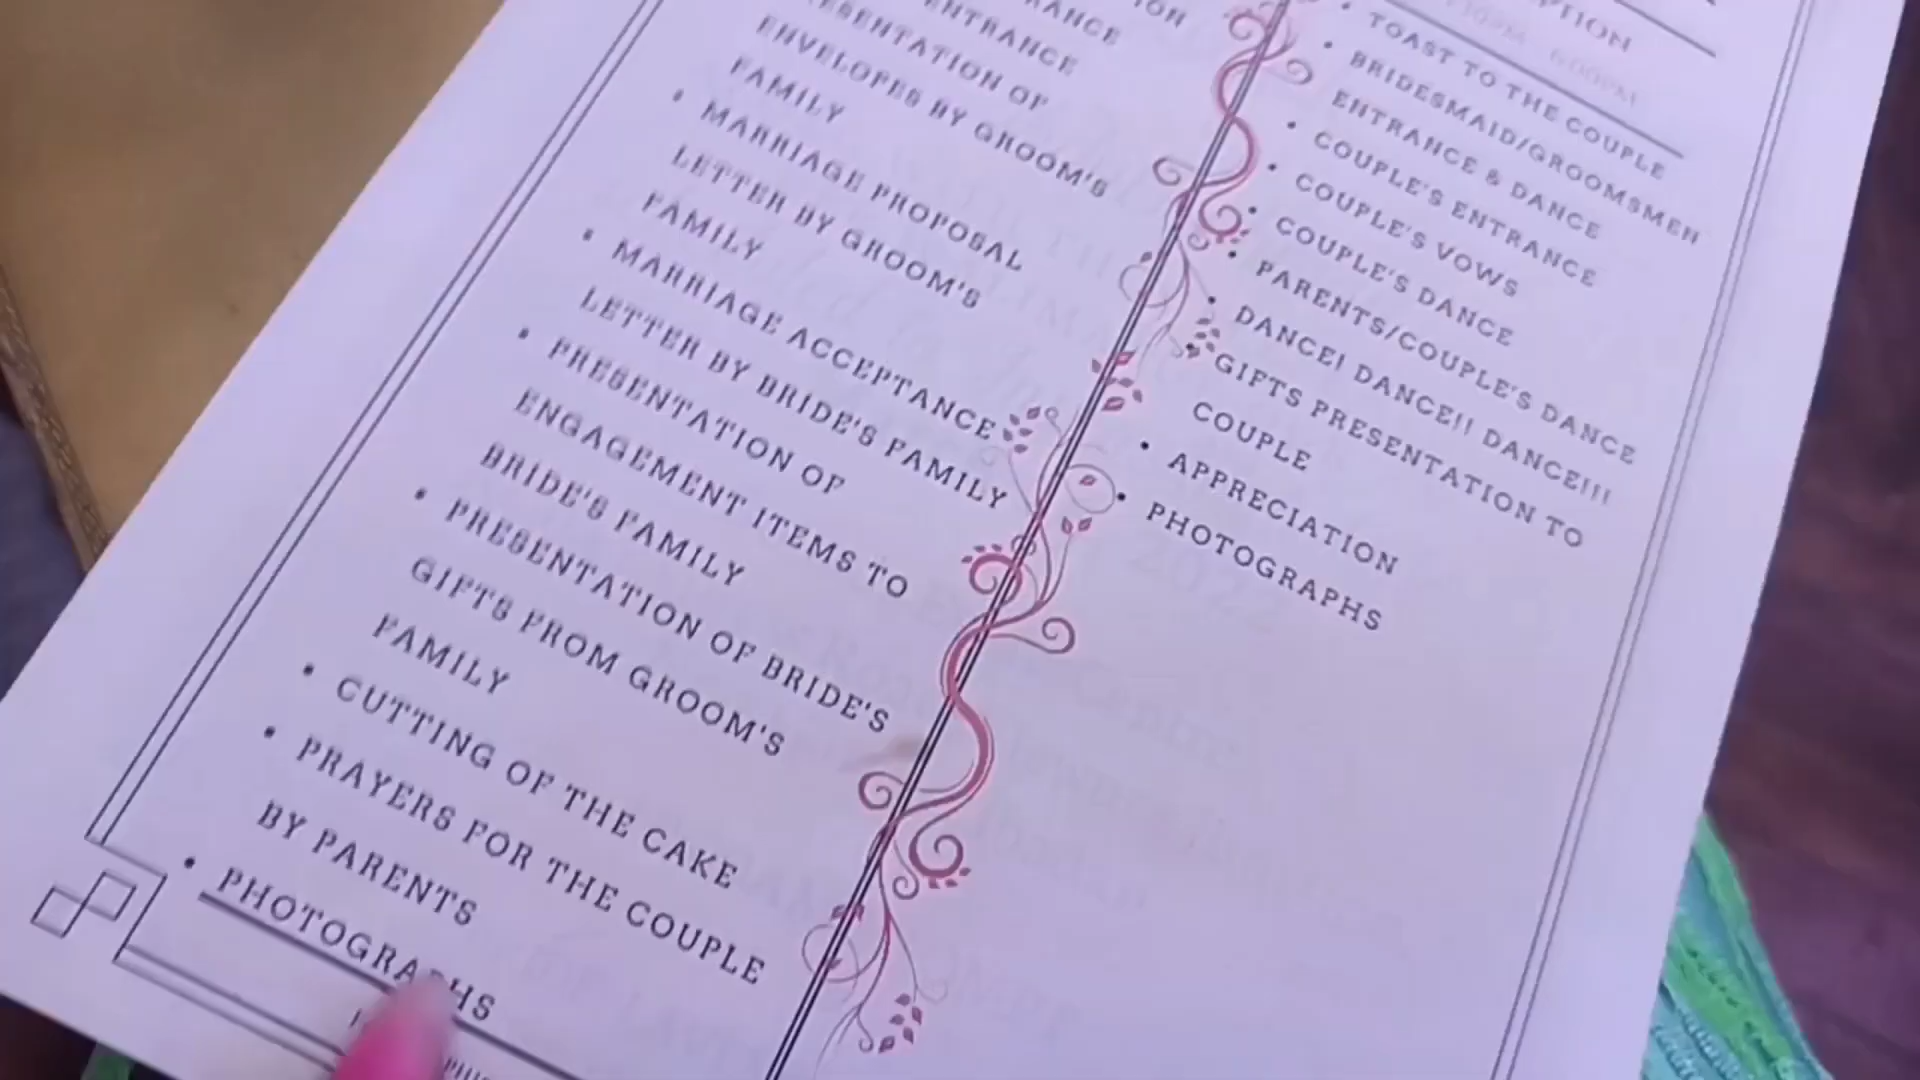 ENTRANCE
PRESENTATION OF
ENVELOPES BY GROOM'S
FAMILY
• MARRIAGE PROPOSAL
LETTER BY GROOM'S
FAMILY
• MARRIAGE ACCEPTANCE
LETTER BY BRIDE'S FAMILY
• PRESENTATION OF
ENGAGEMENT ITEMS TO
BRIDE'S FAMILY
• PRESENTATION OF BRIDE'S
GIFTS FROM GROOM'S
FAMILY
• CUTTING OF THE CAKE
• PRAYERS FOR THE COUPLE
BY PARENTS
• PHOTOGRAPHS
• TOAST TO THE COUPLE
• BRIDESMAID/GROOMSMEN
ENTRANCE & DANCE
• COUPLE'S ENTRANCE
• COUPLE'S VOWS
• COUPLE'S DANCE
• PARENTS/COUPLE'S DANCE
• DANCE! DANCE!! DANCE!!!
• GIFTS PRESENTATION TO
COUPLE
• APPRECIATION
• PHOTOGRAPHS